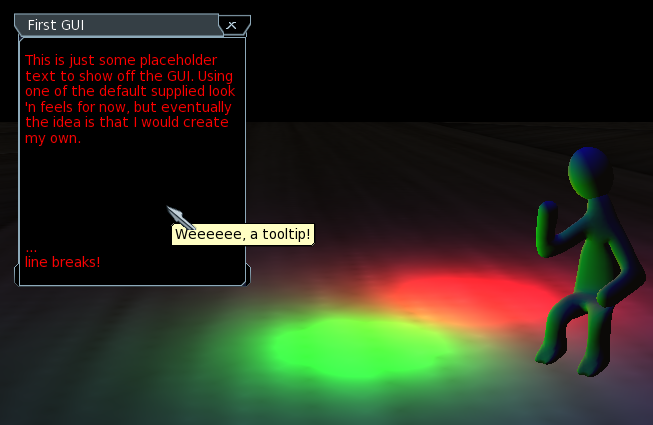 First GUI x
This is just some placeholder
text to show off the GUI. Using
one of the default supplied look
'n feels for now, but eventually
the idea is that I would create
my own.
Weeeeee, a tooltip!
...
line breaks!